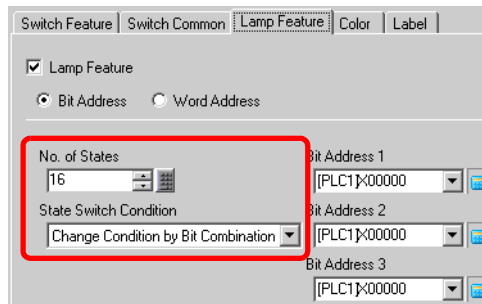 Switch Feature Switch Common Lamp Feature Color Label
Lamp Feature
Bit Address Word Address
No. of States
16
State Switch Condition
Change Condition by Bit Combination
Bit Address 1
[PLC1]X00000
Bit Address 2
[PLC1]X00000
Bit Address 3
[PLC1]X00000